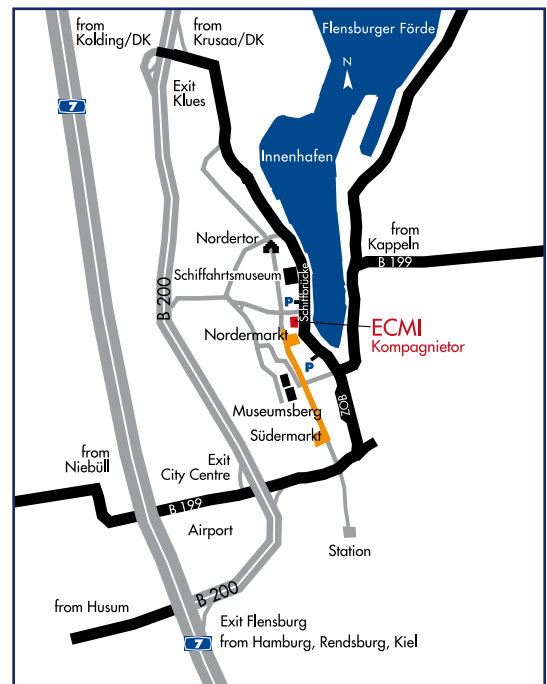 from
Kolding/DK
from
Krusaa/DK
Flensburger Förde
N
Exit
Klues
7
Innenhafen
Nordertor
from
Kappeln
B 199
Schiffahrtsmuseum
Schiffbrücke
P
B 200
ECMI
Kompagnietor
Nordermarkt
P
Museumsberg
ZOB
Südermarkt
from
Niebüll
Exit
City Centre
B 199
Airport
Station
B 200
from Husum
Exit Flensburg
7
from Hamburg, Rendsburg, Kiel